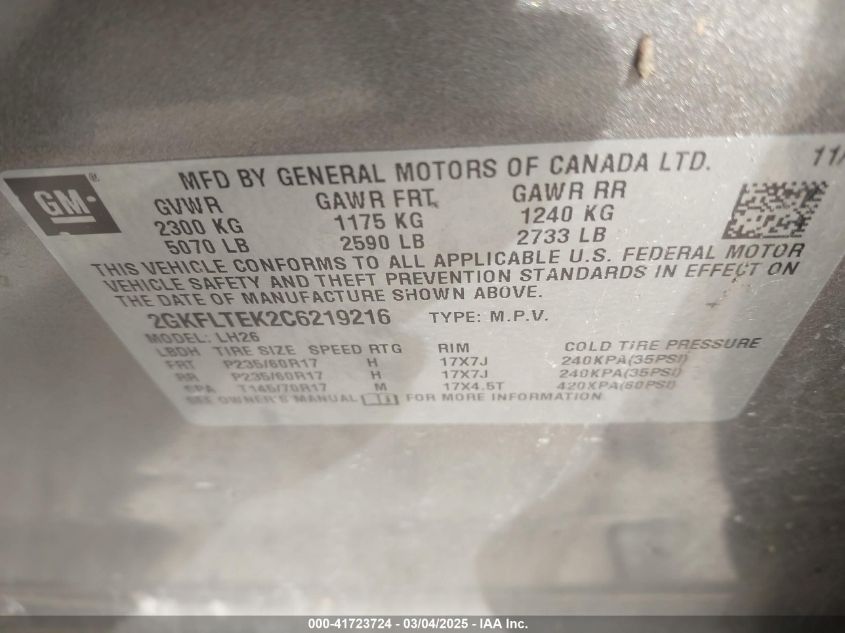 GM ®
MFD BY GENERAL MOTORS OF CANADA LTD. 11/
GVWR GAWR FRT GAWR RR
2300 KG 1175 KG 1240 KG
5070 LB 2590 LB 2733 LB
THIS VEHICLE CONFORMS TO ALL APPLICABLE U.S. FEDERAL MOTOR
VEHICLE SAFETY AND THEFT PREVENTION STANDARDS IN EFFECT ON
THE DATE OF MANUFACTURE SHOWN ABOVE.
2GKFLTEK2C6219216 TYPE: M.P.V.
MODEL: LH26
LBDH TIRE SIZE SPEED RTG RIM COLD TIRE PRESSURE
FRT P235/60R17 H 17X7J 240KPA(35PSI)
RR P235/60R17 H 17X7J 240KPA(35PSI)
SPA T145/70R17 M 17X4.5T 420KPA(60PSI)
SEE OWNER'S MANUAL FOR MORE INFORMATION
000-41723724 - 03/04/2025 - IAA Inc.